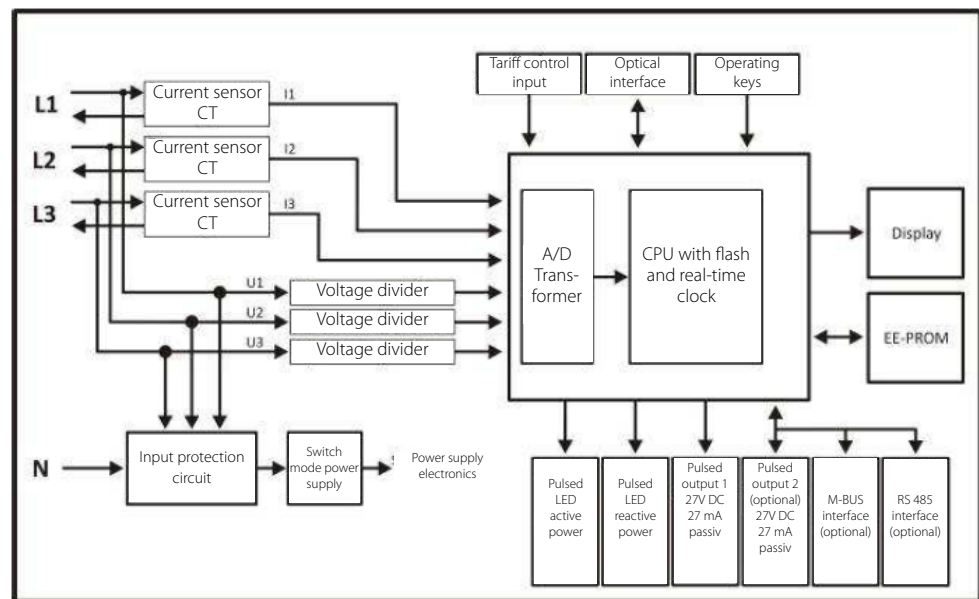 Tariff control
input
Optical
interface
Operating
keys
L1
Current sensor
CT
I1
L2
Current sensor
CT
I2
L3
Current sensor
CT
I3
A/D
Trans-
former
CPU with flash
and real-time
clock
Display
EE-PROM
U1
Voltage divider
U2
Voltage divider
U3
Voltage divider
N
Input protection
circuit
Switch
mode power
supply
Power supply
electronics
Pulsed
LED
active
power
Pulsed
LED
reactive
power
Pulsed
output 1
27V DC
27 mA
passiv
Pulsed
output 2
(optional)
27V DC
27 mA
passiv
M-BUS
interface
(optional)
RS 485
interface
(optional)